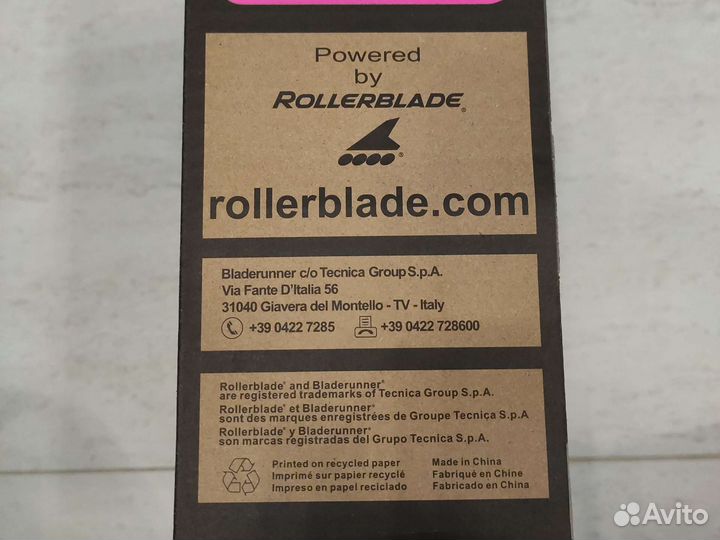 Powered
by
ROLLERBLADE®
®
rollerblade.com
Bladerunner c/o Tecnica Group S.p.A.
Via Fante D'Italia 56
31040 Giavera del Montello - TV - Italy
+39 0422 7285 +39 0422 728600
Rollerblade® and Bladerunner®
are registered trademarks of Tecnica Group S.p.A.
Rollerblade® et Bladerunner®
sont des marques enregistrées de Groupe Tecnica S.p.A
Rollerblade® y Bladerunner®
son marcas registradas del Grupo Tecnica S.p.A.
Printed on recycled paper Made in China
Imprimé sur papier recyclé Fabriqué en Chine
Impreso en papel reciclado Fabricado en China
Avito